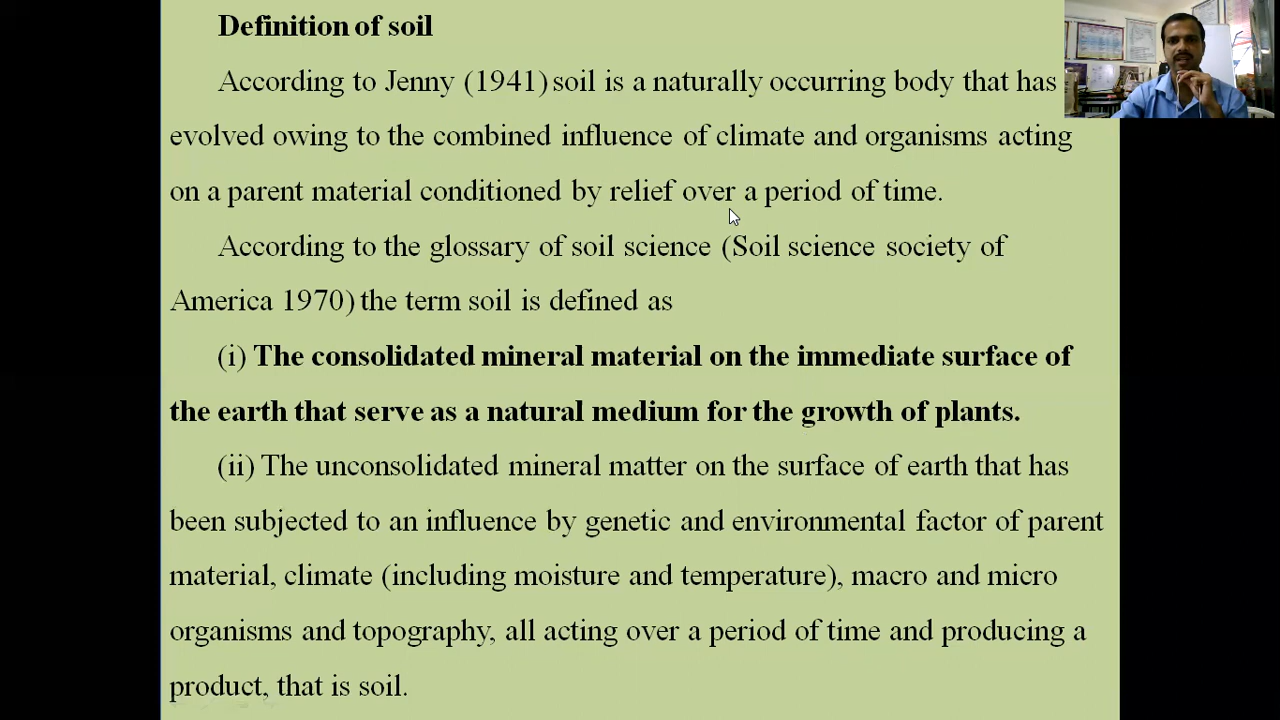 Definition of soil
According to Jenny (1941) soil is a naturally occurring body that has
evolved owing to the combined influence of climate and organisms acting
on a parent material conditioned by relief over a period of time.
According to the glossary of soil science (Soil science society of
America 1970) the term soil is defined as
(i) The consolidated mineral material on the immediate surface of
the earth that serve as a natural medium for the growth of plants.
(ii) The unconsolidated mineral matter on the surface of earth that has
been subjected to an influence by genetic and environmental factor of parent
material, climate (including moisture and temperature), macro and micro
organisms and topography, all acting over a period of time and producing a
product, that is soil.